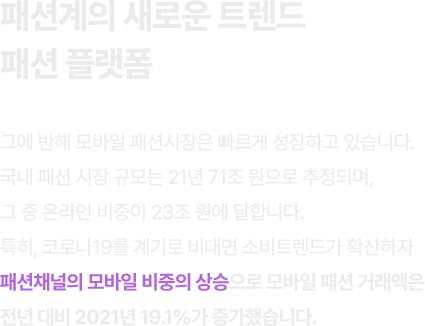 패션계의 새로운 트렌드
패션 플랫폼
그에 반해 모바일 패션시장은 빠르게 성장하고 있습니다.
국내 패션 시장 규모는 21년 71조 원으로 추정되며,
그 중 온라인 비중이 23조 원에 달합니다.
특히, 코로나19를 계기로 비대면 소비트렌드가 확산하자
패션채널의 모바일 비중의 상승으로 모바일 패션 거래액은
전년 대비 2021년 19.1%가 증가했습니다.